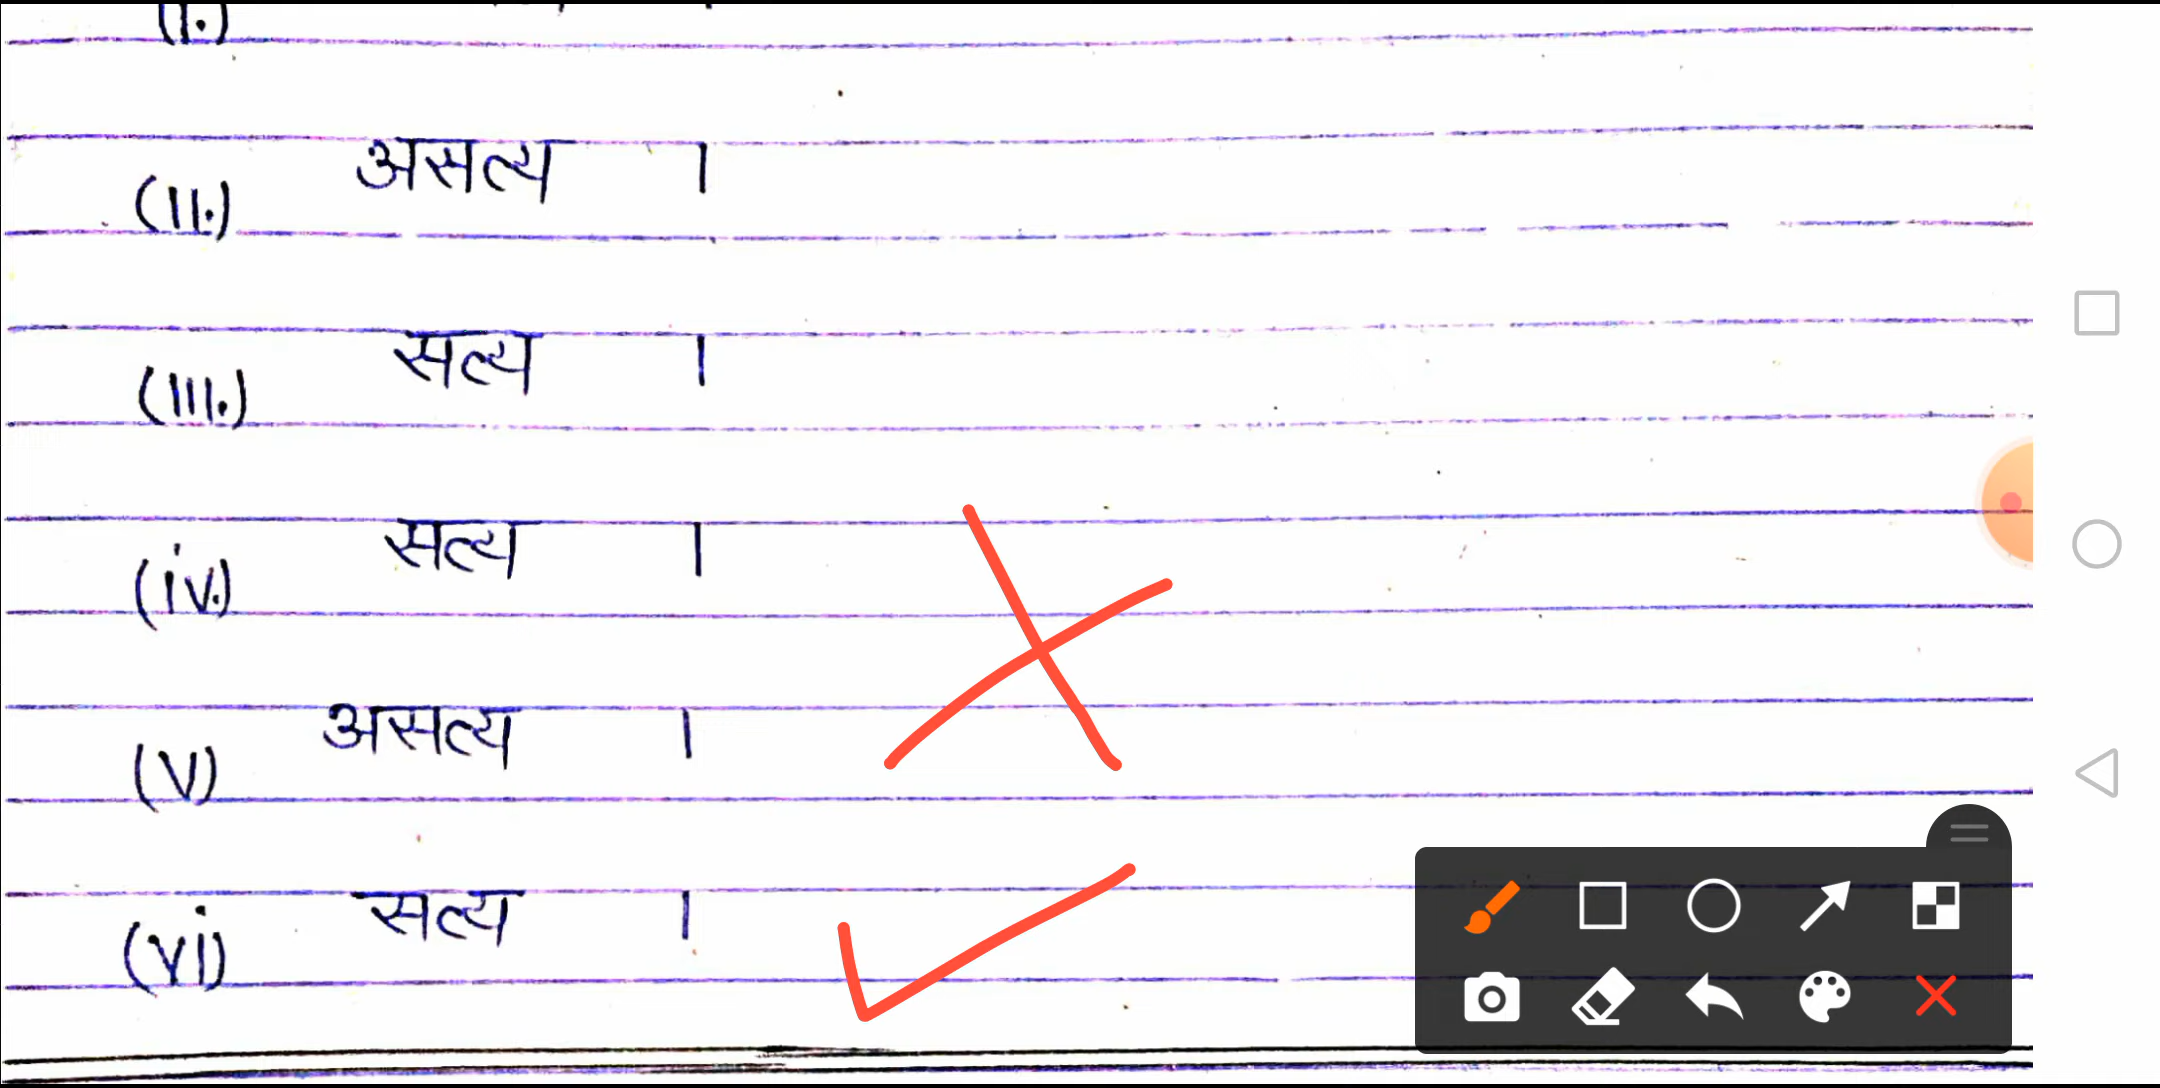 (i.)
(ii.) असत्य ।
(iii.) सत्य ।
(iv.) सत्य ।
(v) असत्य ।
(vi) सत्य ।